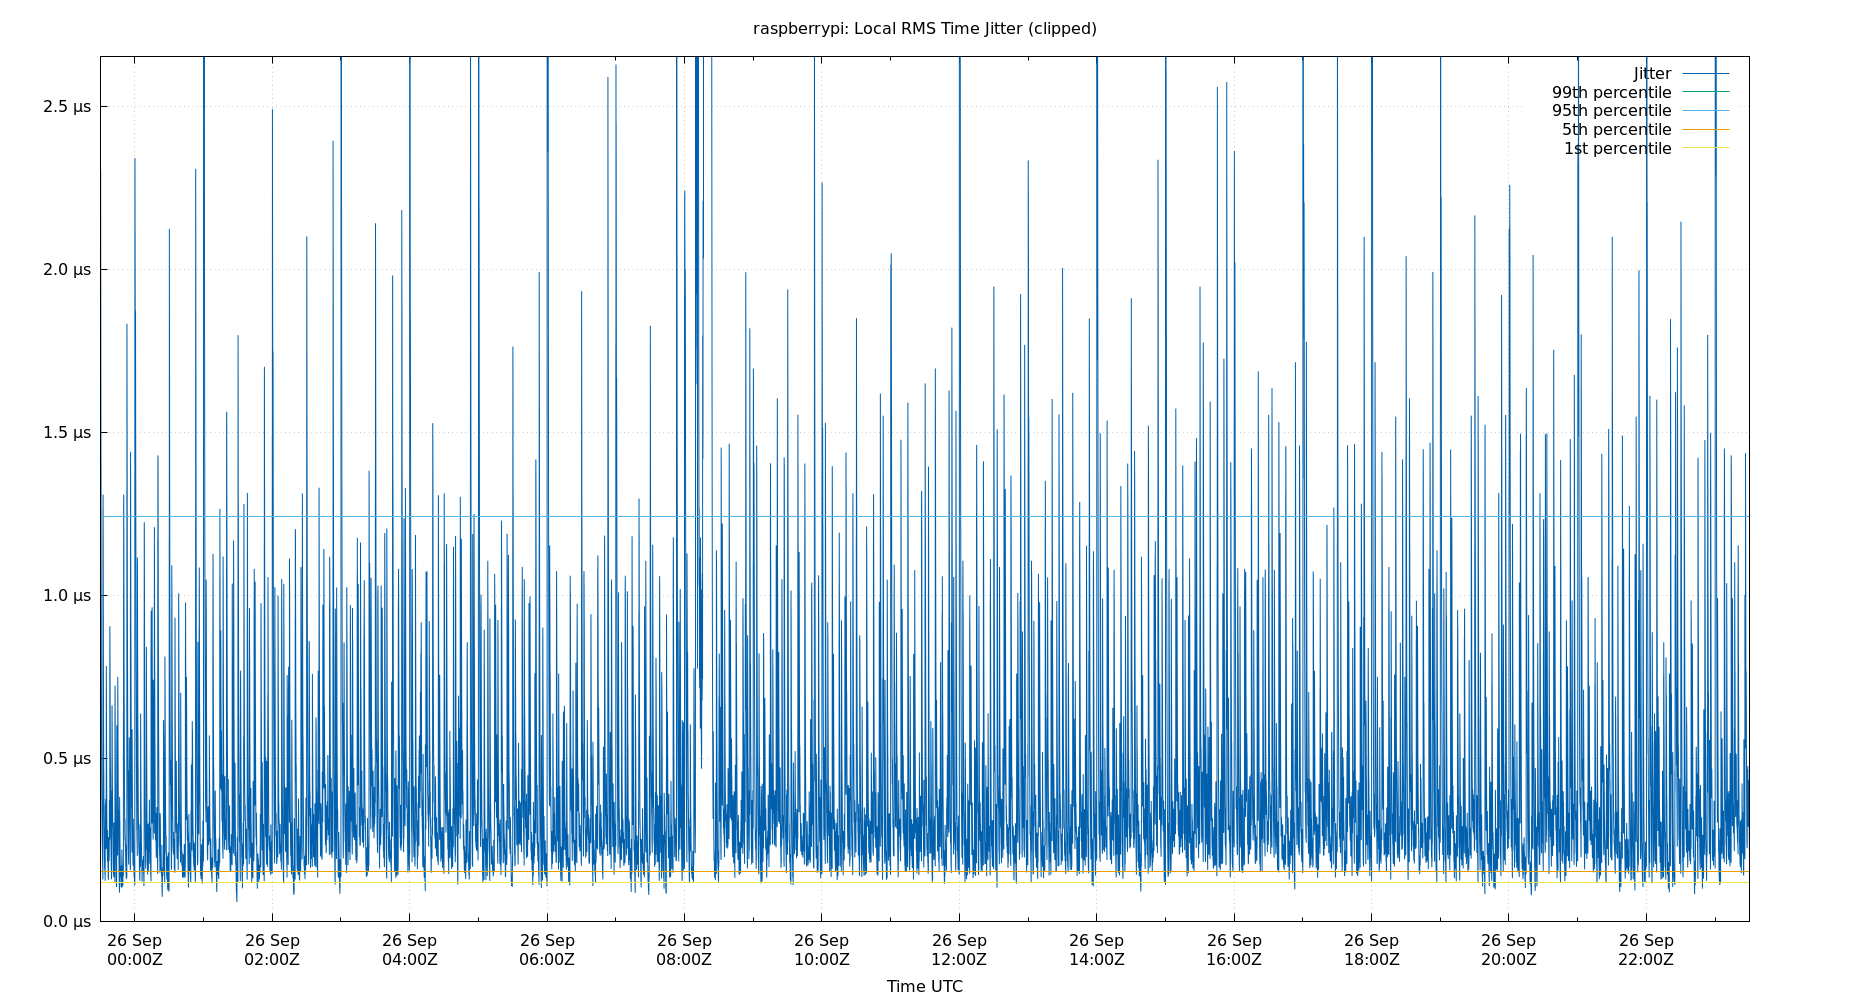 raspberrypi: Local RMS Time Jitter (clipped)
Jitter
99th percentile
95th percentile
5th percentile
1st percentile
2.5 µs
2.0 µs
1.5 µs
1.0 µs
0.5 µs
0.0 µs
26 Sep 26 Sep 26 Sep 26 Sep 26 Sep 26 Sep 26 Sep 26 Sep 26 Sep 26 Sep 26 Sep 26 Sep
00:00Z 02:00Z 04:00Z 06:00Z 08:00Z 10:00Z 12:00Z 14:00Z 16:00Z 18:00Z 20:00Z 22:00Z
Time UTC